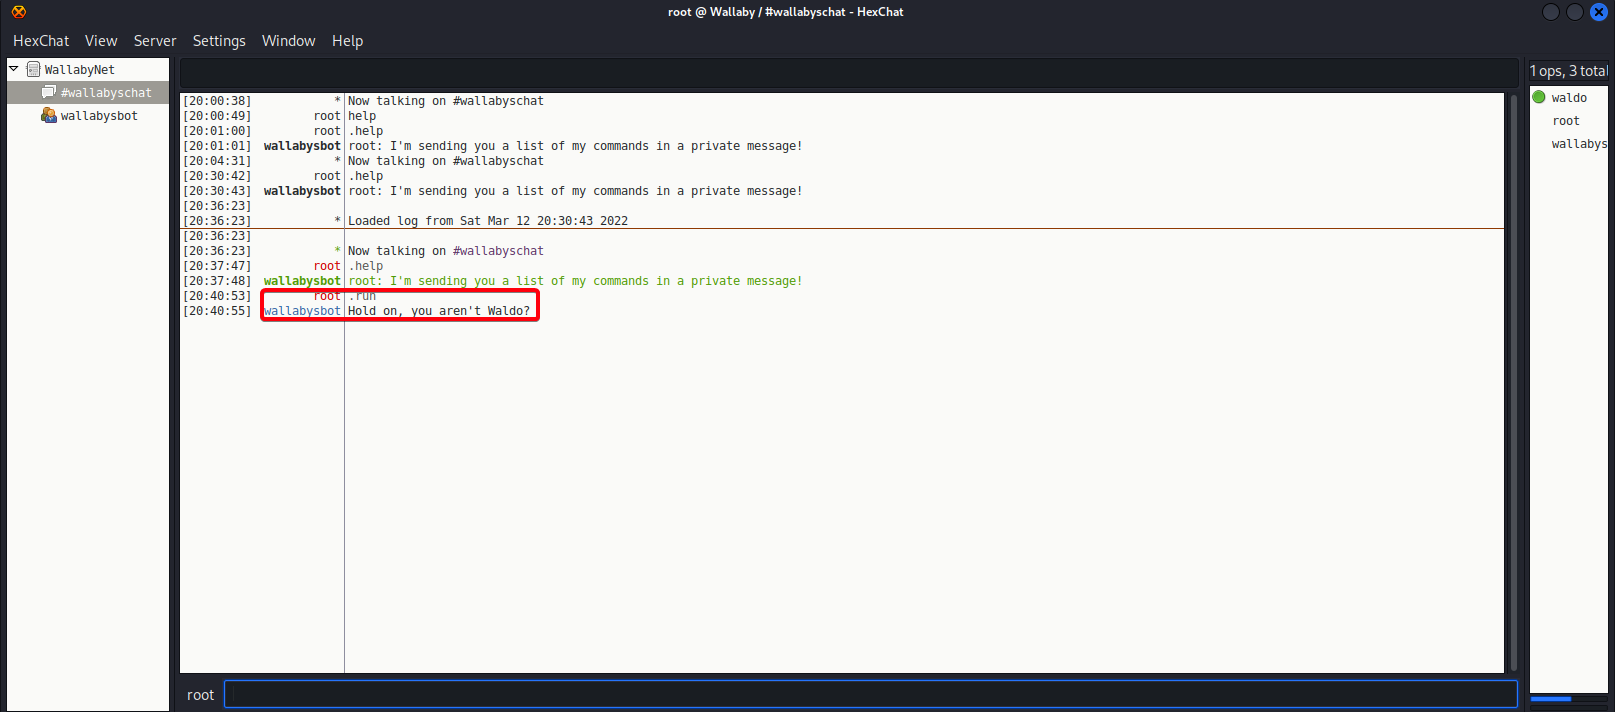 root @ Wallaby / #wallabyschat - HexChat
HexChat View Server Settings Window Help
WallabyNet
#wallabyschat
wallabysbot
[20:00:38] * Now talking on #wallabyschat
[20:00:49] root help
[20:01:00] root .help
[20:01:01] wallabysbot root: I'm sending you a list of my commands in a private message!
[20:04:31] * Now talking on #wallabyschat
[20:30:42] root .help
[20:30:43] wallabysbot root: I'm sending you a list of my commands in a private message!
[20:36:23]
[20:36:23] * Loaded log from Sat Mar 12 20:30:43 2022
[20:36:23]
[20:36:23] * Now talking on #wallabyschat
[20:37:47] root .help
[20:37:48] wallabysbot root: I'm sending you a list of my commands in a private message!
[20:40:53] root .run
[20:40:55] wallabysbot Hold on, you aren't Waldo?
1 ops, 3 total
waldo
root
wallabys
root